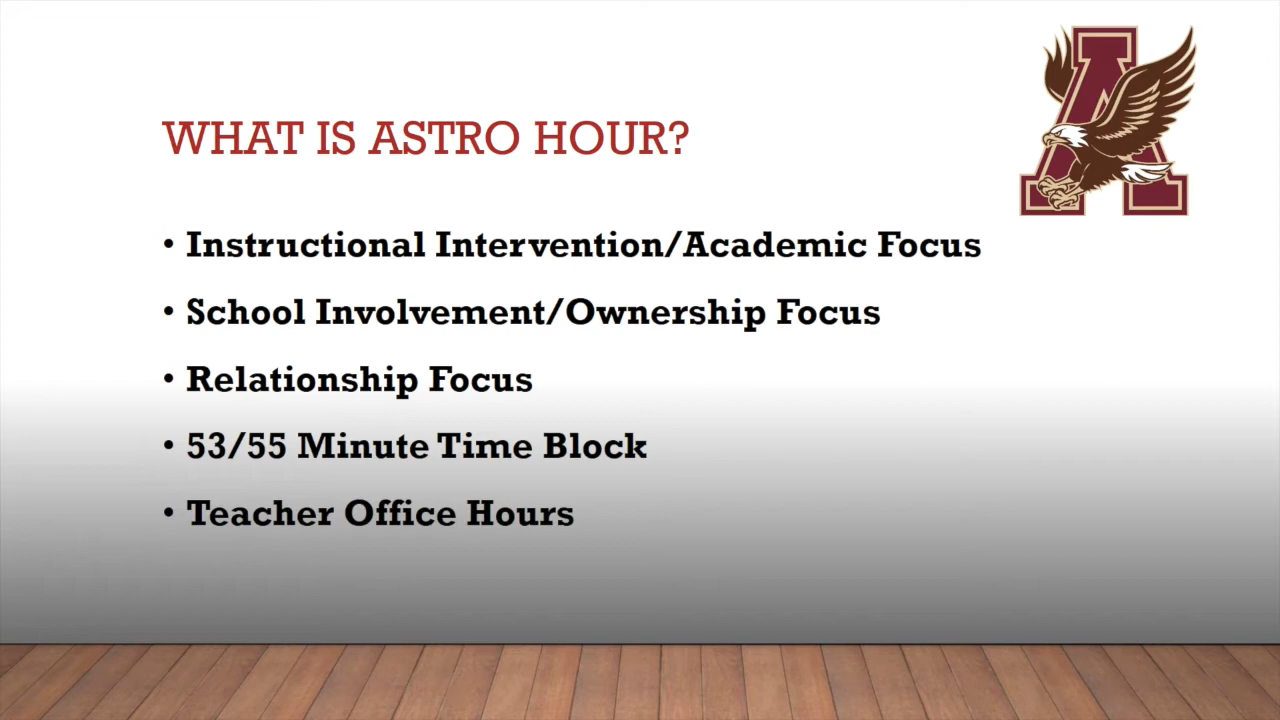 WHAT IS ASTRO HOUR?
A
• Instructional Intervention/Academic Focus
• School Involvement/Ownership Focus
• Relationship Focus
• 53/55 Minute Time Block
• Teacher Office Hours